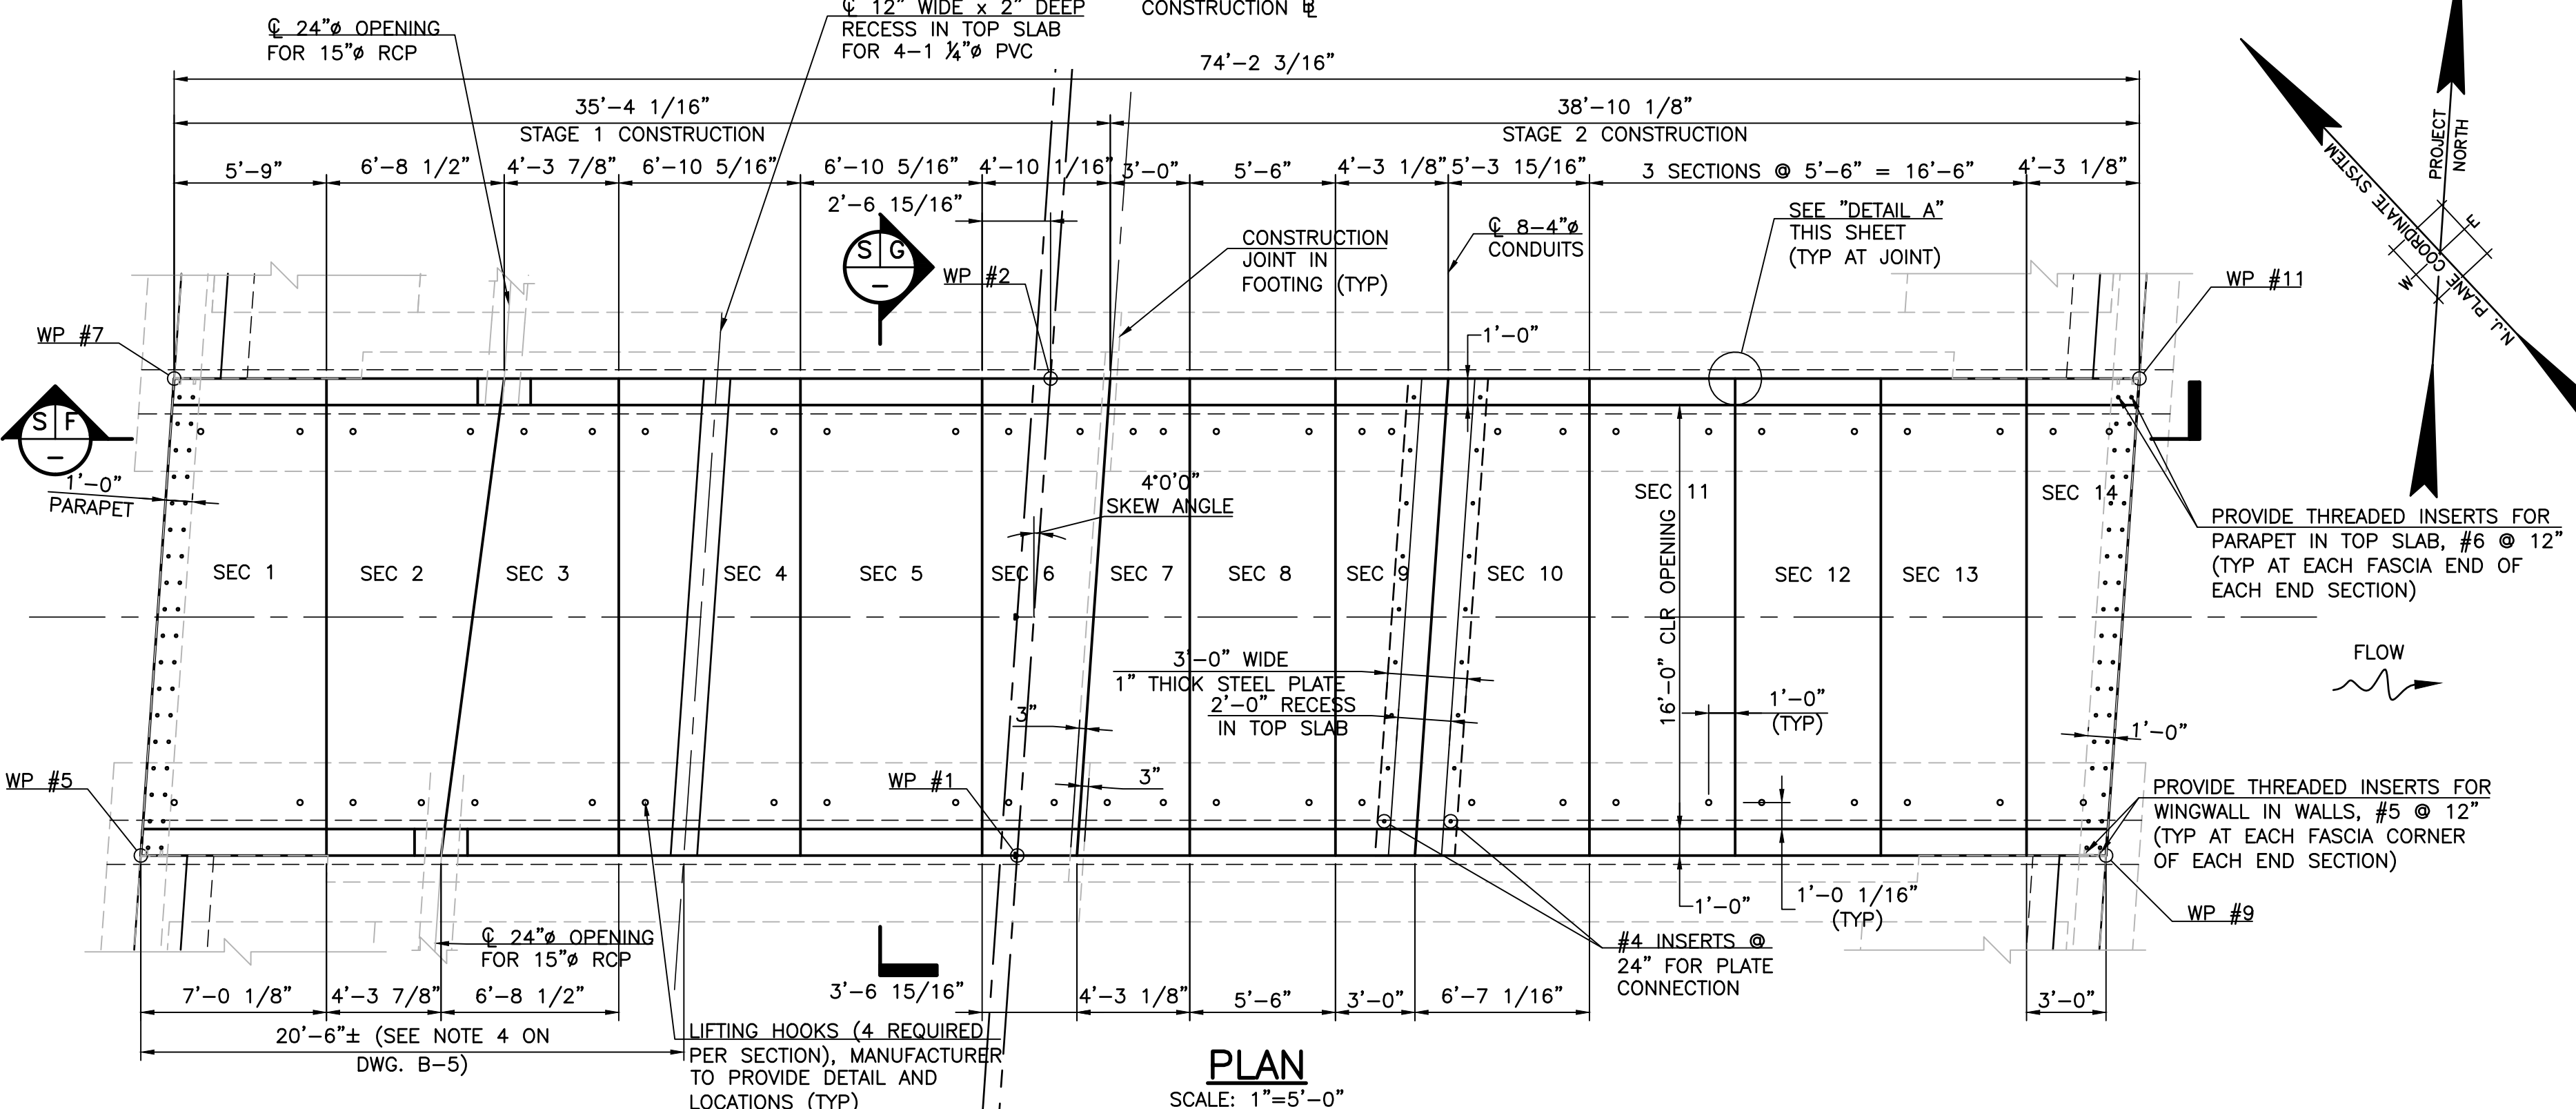 ℄ 24"ø OPENING
FOR 15"ø RCP
℄ 12" WIDE x 2" DEEP
RECESS IN TOP SLAB
FOR 4-1 ¼"ø PVC
CONSTRUCTION B̵L
74'-2 3/16"
35'-4 1/16"
STAGE 1 CONSTRUCTION
38'-10 1/8"
STAGE 2 CONSTRUCTION
5'-9"
6'-8 1/2"
4'-3 7/8"
6'-10 5/16"
6'-10 5/16"
4'-10 1/16"
3'-0"
5'-6"
4'-3 1/8"
5'-3 15/16"
3 SECTIONS @ 5'-6" = 16'-6"
4'-3 1/8"
2'-6 15/16"
S G
-
WP #2
CONSTRUCTION
JOINT IN
FOOTING (TYP)
℄ 8-4"ø
CONDUITS
SEE "DETAIL A"
THIS SHEET
(TYP AT JOINT)
WP #11
PROJECT
NORTH
N.J. PLANE COORDINATE SYSTEM
E
W
WP #7
1'-0"
S F
-
1'-0"
PARAPET
4°0'0"
SKEW ANGLE
SEC 1
SEC 2
SEC 3
SEC 4
SEC 5
SEC 6
SEC 7
SEC 8
SEC 9
SEC 10
SEC 11
SEC 12
SEC 13
SEC 14
16'-0" CLR OPENING
PROVIDE THREADED INSERTS FOR
PARAPET IN TOP SLAB, #6 @ 12"
(TYP AT EACH FASCIA END OF
EACH END SECTION)
FLOW
3'-0" WIDE
1" THICK STEEL PLATE
2'-0" RECESS
IN TOP SLAB
3"
3"
1'-0"
(TYP)
1'-0"
WP #5
WP #1
PROVIDE THREADED INSERTS FOR
WINGWALL IN WALLS, #5 @ 12"
(TYP AT EACH FASCIA CORNER
OF EACH END SECTION)
1'-0"
1'-0 1/16"
(TYP)
WP #9
℄ 24"ø OPENING
FOR 15"ø RCP
#4 INSERTS @
24" FOR PLATE
CONNECTION
7'-0 1/8"
4'-3 7/8"
6'-8 1/2"
3'-6 15/16"
4'-3 1/8"
5'-6"
3'-0"
6'-7 1/16"
3'-0"
20'-6"± (SEE NOTE 4 ON
DWG. B-5)
LIFTING HOOKS (4 REQUIRED
PER SECTION), MANUFACTURER
TO PROVIDE DETAIL AND
LOCATIONS (TYP)
PLAN
SCALE: 1"=5'-0"